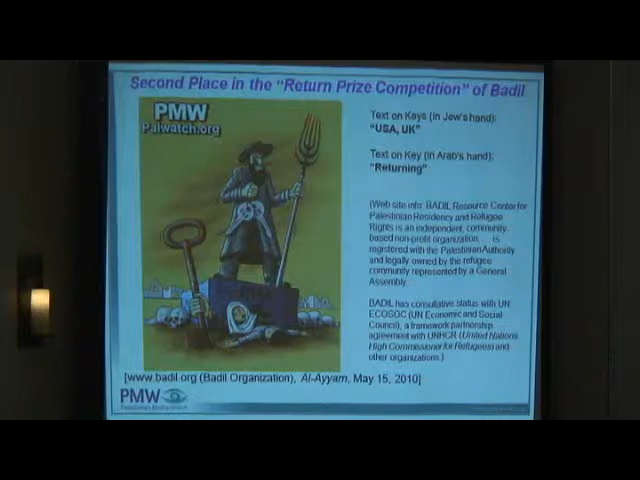 Second Place in the "Return Prize Competition" of Badil
PMW
Palwatch.org
Text on Keys (in Jew's hand):
"USA, UK"
Text on Key (in Arab's hand):
"Returning"
(Web site info: BADIL Resource Center for
Palestinian Residency and Refugee
Rights is an independent, community-
based non-profit organization. ... is
registered with the Palestinian Authority
and legally owned by the refugee
community represented by a General
Assembly.
BADIL has consultative status with UN
ECOSOC (UN Economic and Social
Council), a framework partnership
agreement with UNHCR (United Nations
High Commissioner for Refugees) and
other organizations.)
[www.badil.org (Badil Organization), Al-Ayyam, May 15, 2010]
PMW